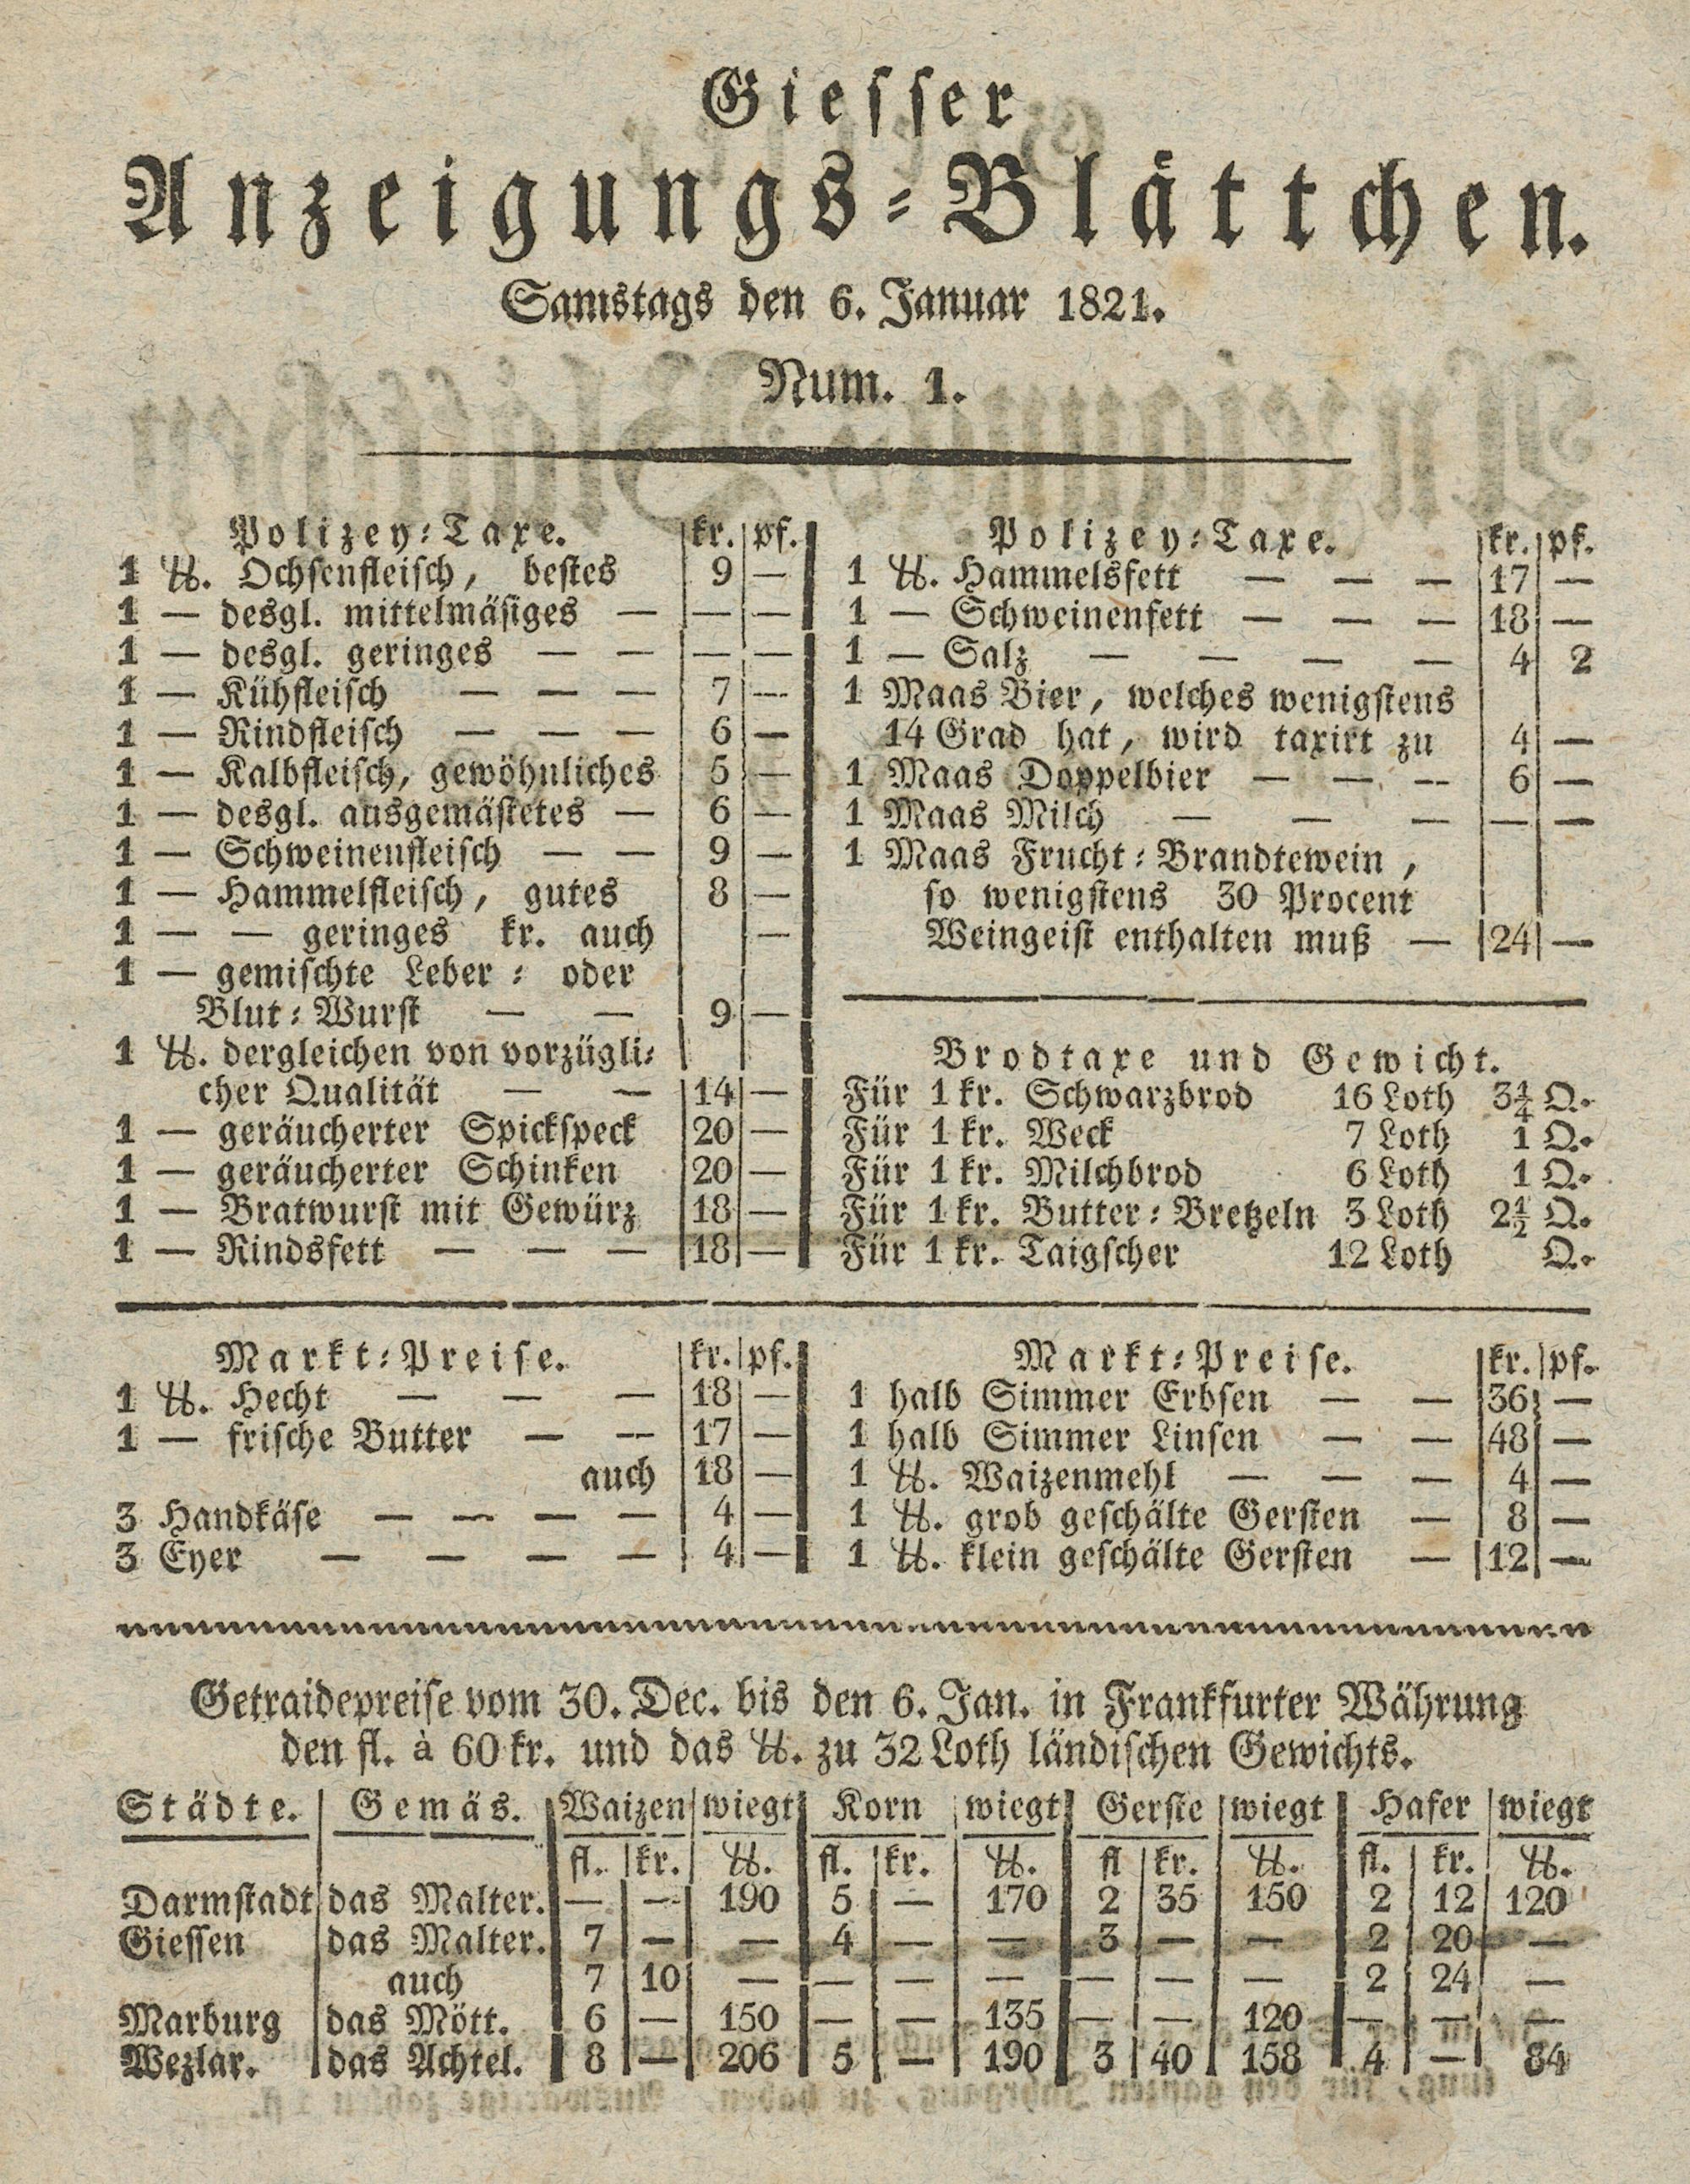 Giesser
Anzeigungs-Blättchen.
Samstags den 6. Januar 1821.
Num. 1.
Polizey-Taxe. kr. pf.
1 ℔. Ochsenfleisch, bestes 9 —
1 — desgl. mittelmäsiges — — —
1 — desgl. geringes — — — —
1 — Kühfleisch — — — 7 —
1 — Rindfleisch — — — 6 —
1 — Kalbfleisch, gewöhnliches 5 —
1 — desgl. ausgemästetes — 6 —
1 — Schweinenfleisch — — 9 —
1 — Hammelfleisch, gutes 8 —
1 — — geringes kr. auch —
1 — gemischte Leber- oder
Blut-Wurst — — 9 —
1 ℔. dergleichen von vorzügli-
cher Qualität — — 14 —
1 — geräucherter Spickspeck 20 —
1 — geräucherter Schinken 20 —
1 — Bratwurst mit Gewürz 18 —
1 — Rindsfett — — — 18 —
Polizey-Taxe. kr. pf.
1 ℔. Hammelsfett — — — 17 —
1 — Schweinenfett — — — 18 —
1 — Salz — — — — 4 2
1 Maas Bier, welches wenigstens
14 Grad hat, wird taxirt zu 4 —
1 Maas Doppelbier — — — 6 —
1 Maas Milch — — — — —
1 Maas Frucht-Brandtewein,
so wenigstens 30 Procent
Weingeist enthalten muß — 24 —
Brodtaxe und Gewicht.
Für 1 kr. Schwarzbrod 16 Loth 3¼ Q.
Für 1 kr. Weck 7 Loth 1 Q.
Für 1 kr. Milchbrod 6 Loth 1 Q.
Für 1 kr. Butter-Bretzeln 3 Loth 2½ Q.
Für 1 kr. Taigscher 12 Loth Q.
Markt-Preise. kr. pf.
1 ℔. Hecht — — — 18 —
1 — frische Butter — — 17 —
auch 18 —
3 Handkäse — — — — 4 —
3 Eyer — — — — 4 —
Markt-Preise. kr. pf.
1 halb Simmer Erbsen — — 36 —
1 halb Simmer Linsen — — 48 —
1 ℔. Waizenmehl — — — 4 —
1 ℔. grob geschälte Gersten — 8 —
1 ℔. klein geschälte Gersten — 12 —
Getraidepreise vom 30. Dec. bis den 6. Jan. in Frankfurter Währung
den fl. à 60 kr. und das ℔. zu 32 Loth ländischen Gewichts.
Städte. Gemäs. Waizen wiegt Korn wiegt Gerste wiegt Hafer wiegt
fl. kr. ℔. fl. kr. ℔. fl kr. ℔. fl. kr. ℔.
Darmstadt das Malter. — — 190 5 — 170 2 35 150 2 12 120
Giessen das Malter. 7 — — 4 — — 3 — — 2 20 —
auch 7 10 — — — — — — — 2 24 —
Marburg das Mött. 6 — 150 — — 135 — — 120 — — —
Wezlar. das Achtel. 8 — 206 5 — 190 3 40 158 4 — 84